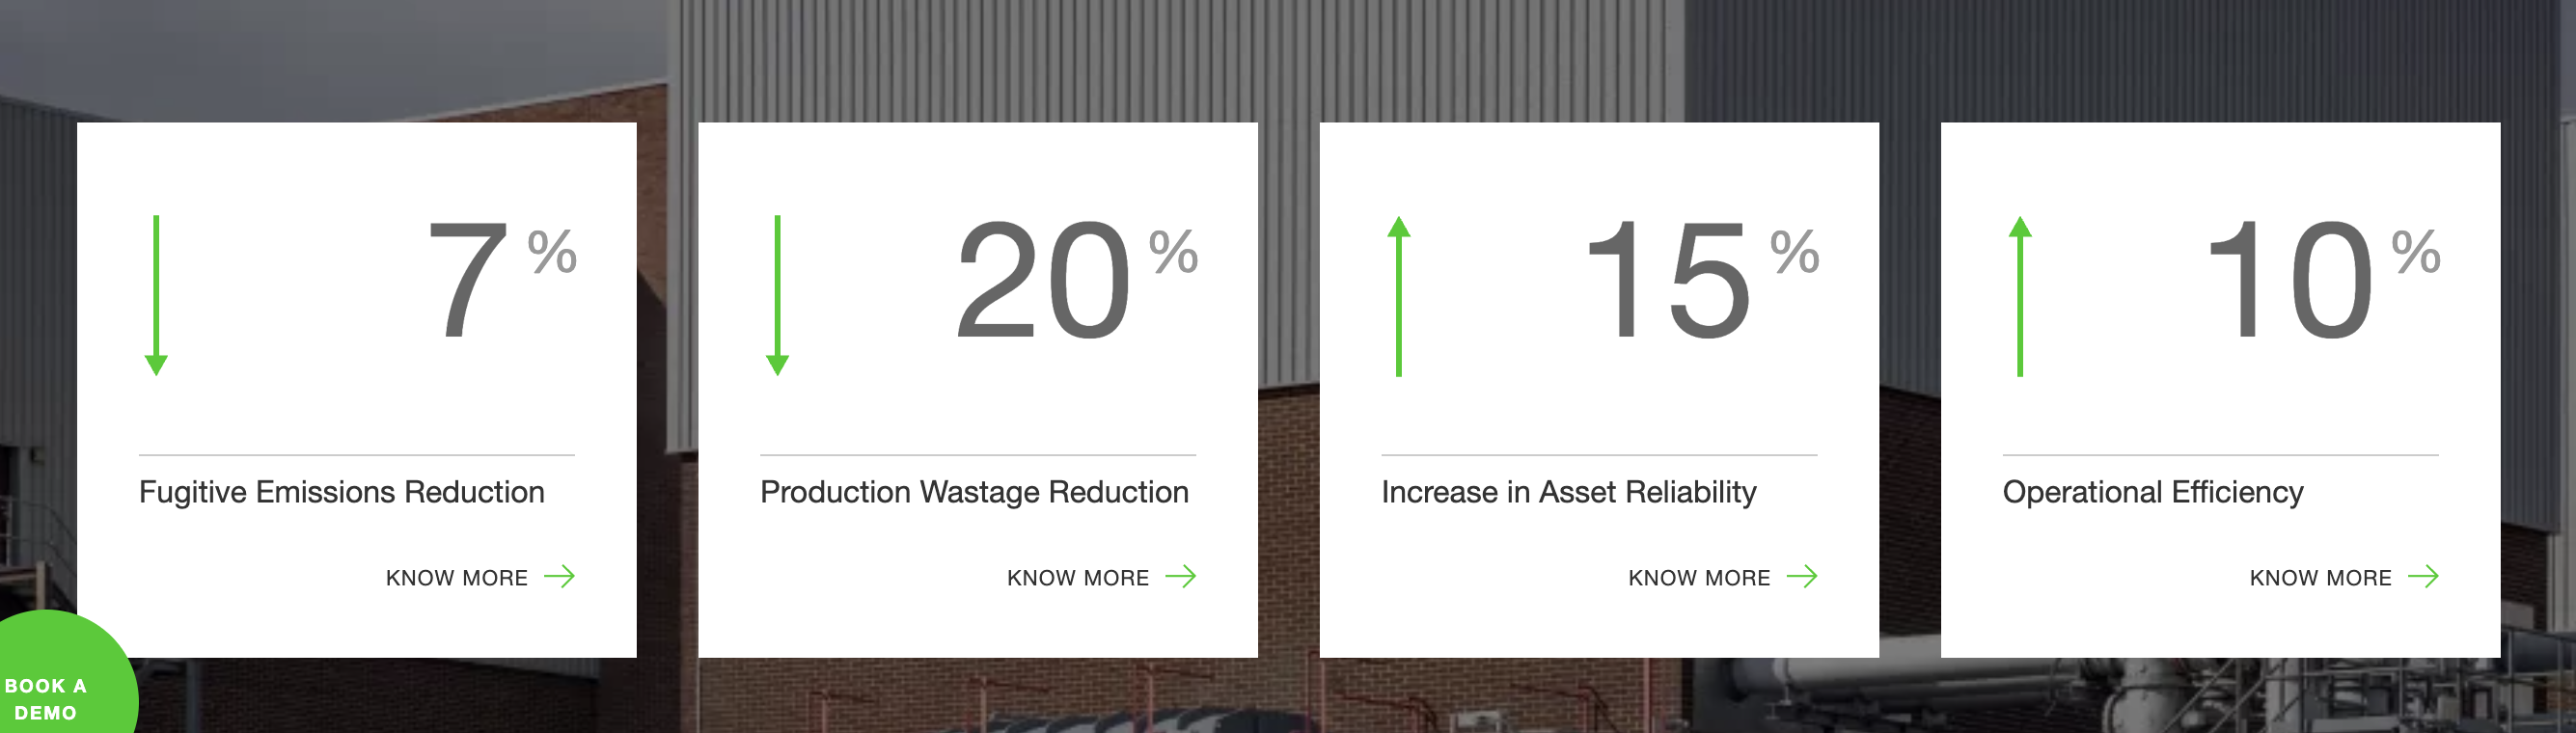 7%
Fugitive Emissions Reduction
KNOW MORE
20%
Production Wastage Reduction
KNOW MORE
15%
Increase in Asset Reliability
KNOW MORE
10%
Operational Efficiency
KNOW MORE
BOOK A
DEMO